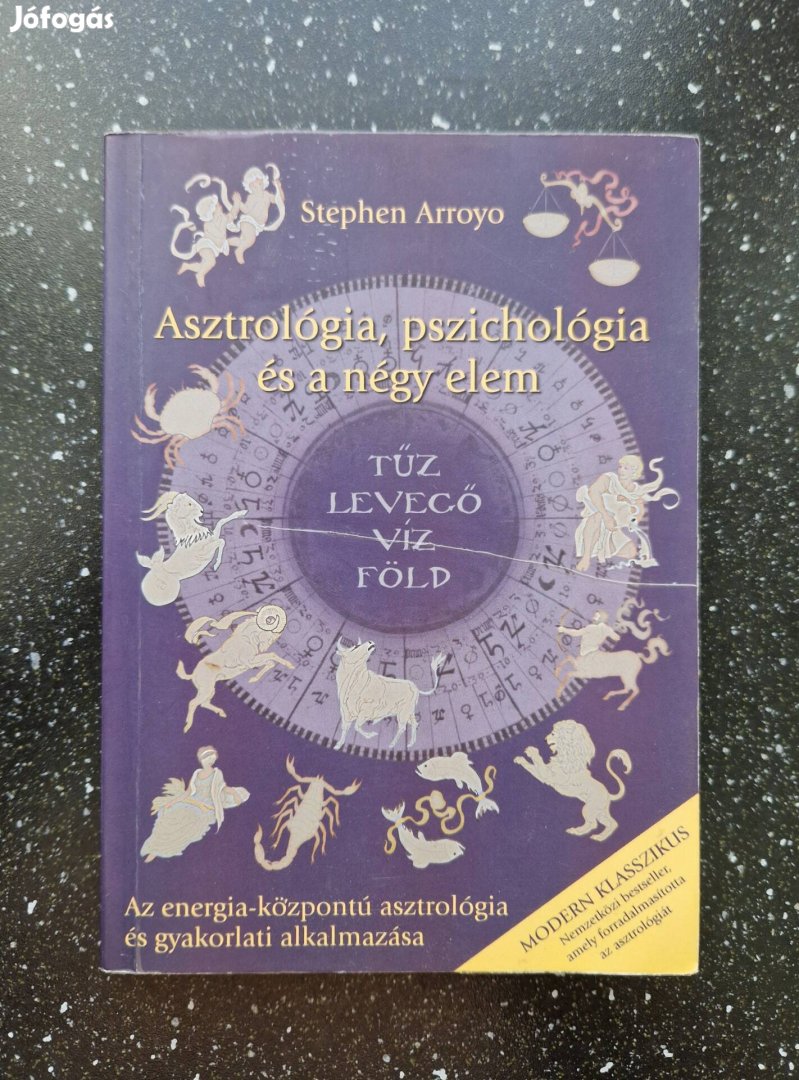 Jófogás
Stephen Arroyo
Asztrológia, pszichológia
és a négy elem
TŰZ
LEVEGŐ
VÍZ
FÖLD
Az energia-központú asztrológia
és gyakorlati alkalmazása
MODERN KLASSZIKUS
Nemzetközi bestseller,
amely forradalmasította
az asztrológiát